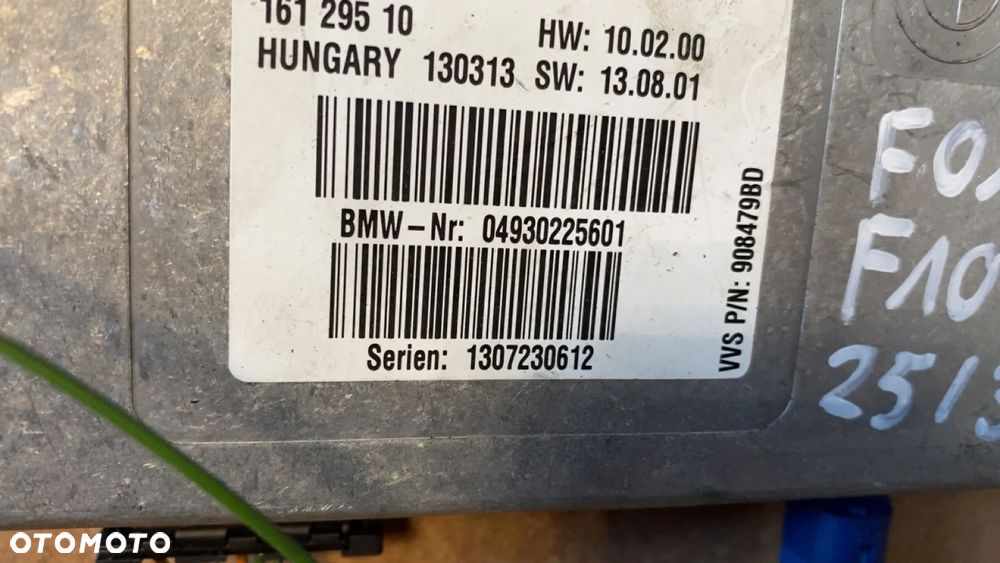 161 295 10
HW: 10.02.00
HUNGARY 130313 SW: 13.08.01
BMW-Nr: 04930225601
Serien: 1307230612
VVS P/N: 908479BD
F10
25/
OTOMOTO